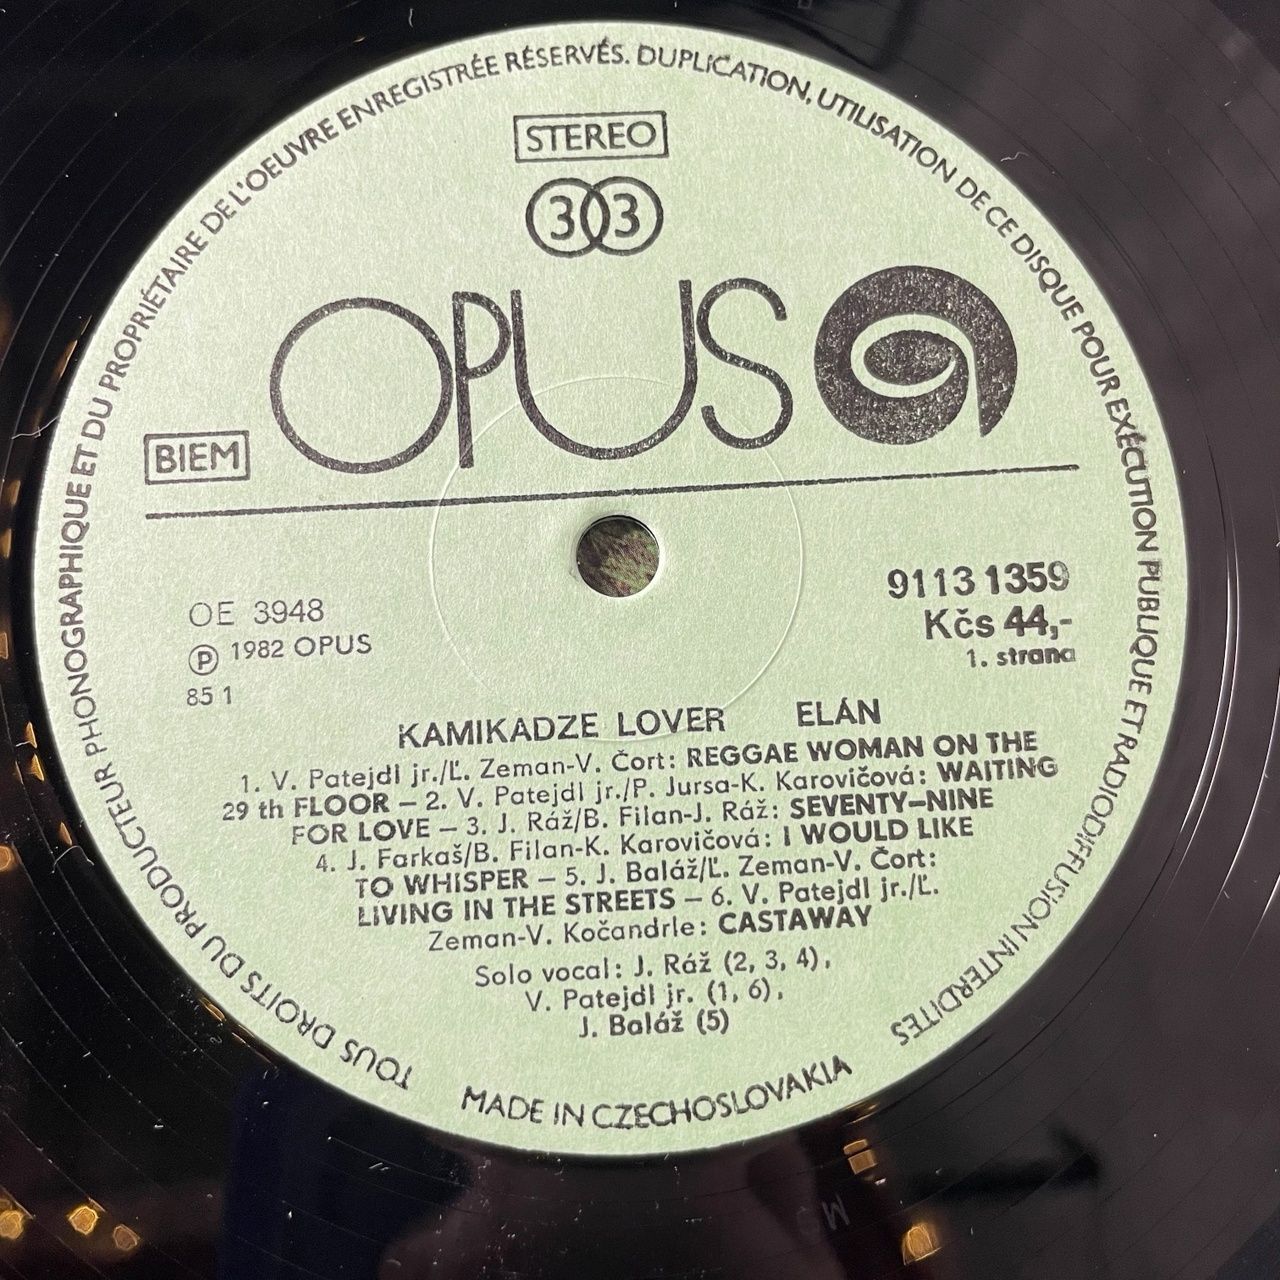 TOUS DROITS DU PRODUCTEUR PHONOGRAPHIQUE ET DU PROPRIÉTAIRE DE L'OEUVRE ENREGISTRÉE RÉSERVÉS. DUPLICATION, UTILISATION DE CE DISQUE POUR EXÉCUTION PUBLIQUE ET RADIODIFFUSION INTERDITES
STEREO
33
OPUS
BIEM
OE 3948
℗ 1982 OPUS
85 1
9113 1359
Kčs 44,-
1. strana
KAMIKADZE LOVER ELÁN
1. V. Patejdl jr./Ľ. Zeman-V. Čort: REGGAE WOMAN ON THE
29 th FLOOR – 2. V. Patejdl jr./P. Jursa-K. Karovičová: WAITING
FOR LOVE – 3. J. Ráž/B. Filan-J. Ráž: SEVENTY–NINE
4. J. Farkaš/B. Filan-K. Karovičová: I WOULD LIKE
TO WHISPER – 5. J. Baláž/Ľ. Zeman-V. Čort:
LIVING IN THE STREETS – 6. V. Patejdl jr./Ľ.
Zeman-V. Kočandrle: CASTAWAY
Solo vocal: J. Ráž (2, 3, 4),
V. Patejdl jr. (1, 6),
J. Baláž (5)
MADE IN CZECHOSLOVAKIA